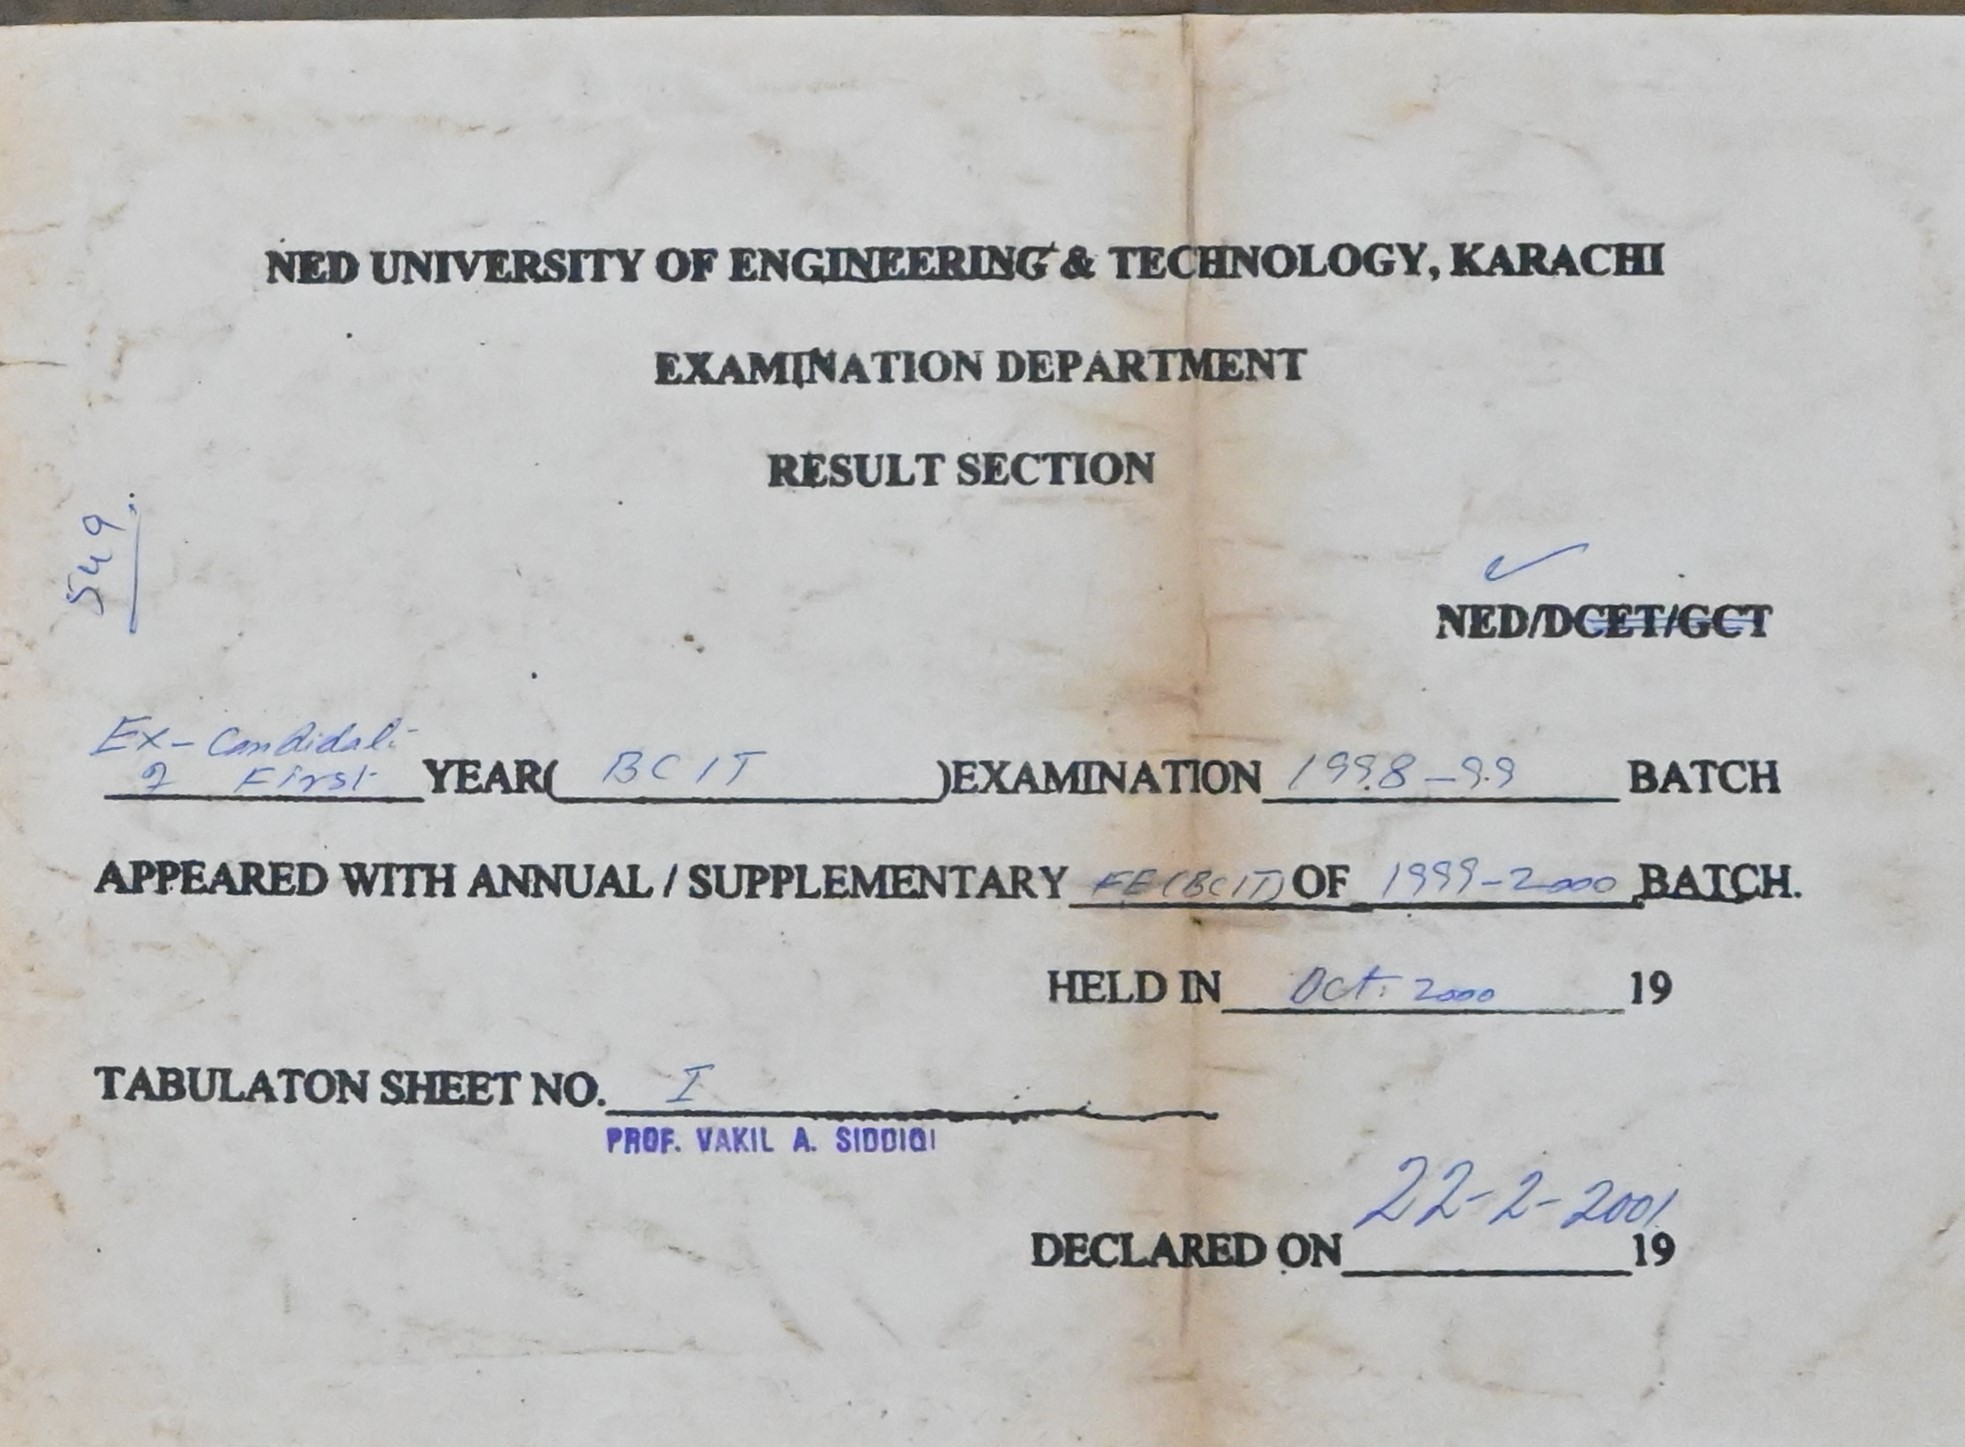 NED UNIVERSITY OF ENGINEERING & TECHNOLOGY, KARACHI
EXAMINATION DEPARTMENT
RESULT SECTION
549
NED/DCET/GCT
Ex-Candidate
of First YEAR( BCIT )EXAMINATION 1998-99 BATCH
APPEARED WITH ANNUAL / SUPPLEMENTARY FE(BCIT) OF 1999-2000 BATCH.
HELD IN Oct. 2000 19
TABULATON SHEET NO. I
PROF. VAKIL A. SIDDIQI
22-2-2001
DECLARED ON 19